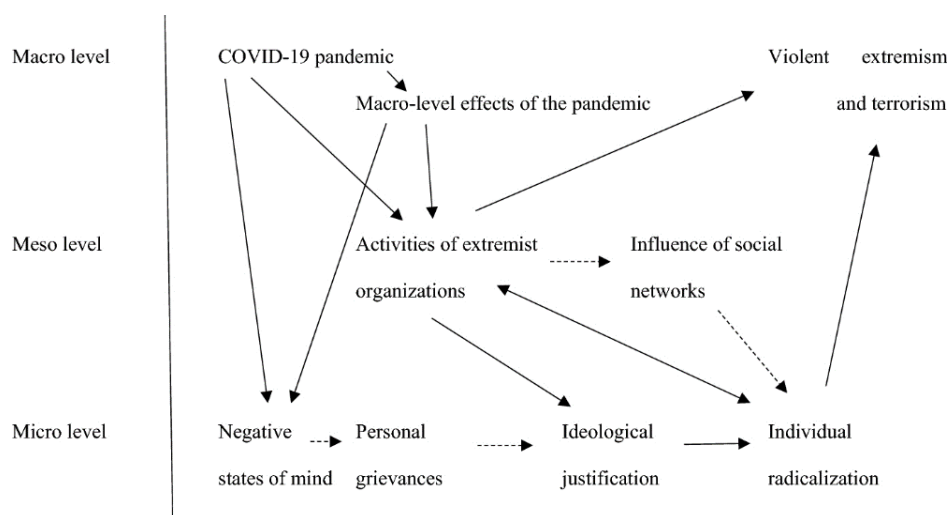 Macro level
COVID-19 pandemic
Violent extremism
Macro-level effects of the pandemic
and terrorism
Meso level
Activities of extremist
Influence of social
organizations
networks
Micro level
Negative
Personal
Ideological
Individual
states of mind
grievances
justification
radicalization